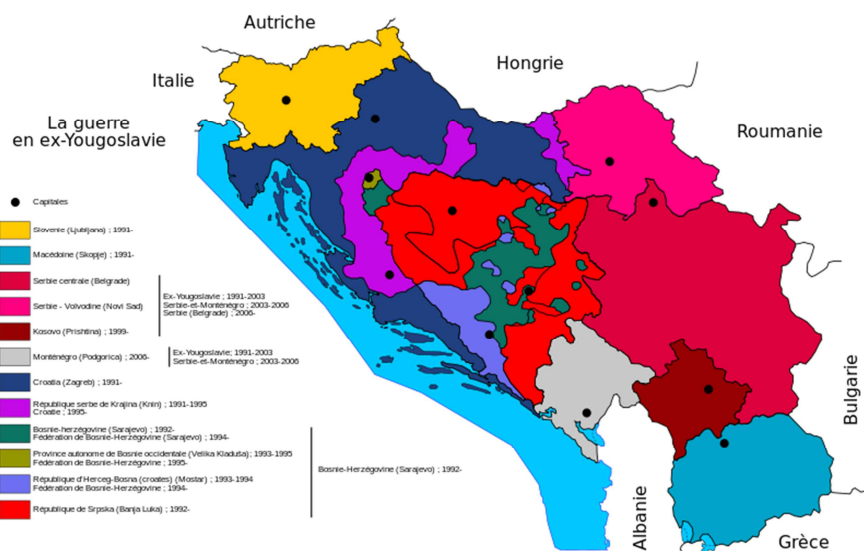 Autriche
Hongrie
Italie
Roumanie
La guerre
en ex-Yougoslavie
Capitales
Slovénie (Ljubljana) ; 1991-
Macédoine (Skopje) ; 1991-
Serbie centrale (Belgrade)
Serbie - Voïvodine (Novi Sad)
Kosovo (Prishtina) ; 1999-
Ex-Yougoslavie ; 1991-2003
Serbie-et-Monténégro ; 2003-2006
Serbie (Belgrade) ; 2006-
Monténégro (Podgorica) ; 2006-
Ex-Yougoslavie; 1991-2003
Serbie-et-Monténégro ; 2003-2006
Croatia (Zagreb) ; 1991-
République serbe de Krajina (Knin) ; 1991-1995
Croatie ; 1995-
Bosnie-herzégovine (Sarajevo) ; 1992-
Fédération de Bosnie-Herzégovine (Sarajevo) ; 1994-
Province autonome de Bosnie occidentale (Velika Kladuša) ; 1993-1995
Fédération de Bosnie-Herzégovine ; 1995-
République d'Herceg-Bosna (croates) (Mostar) ; 1993-1994
Fédération de Bosnie-Herzégovine ; 1994-
République de Srpska (Banja Luka) ; 1992-
Bosnie-Herzégovine (Sarajevo) ; 1992-
Bulgarie
Albanie
Grèce